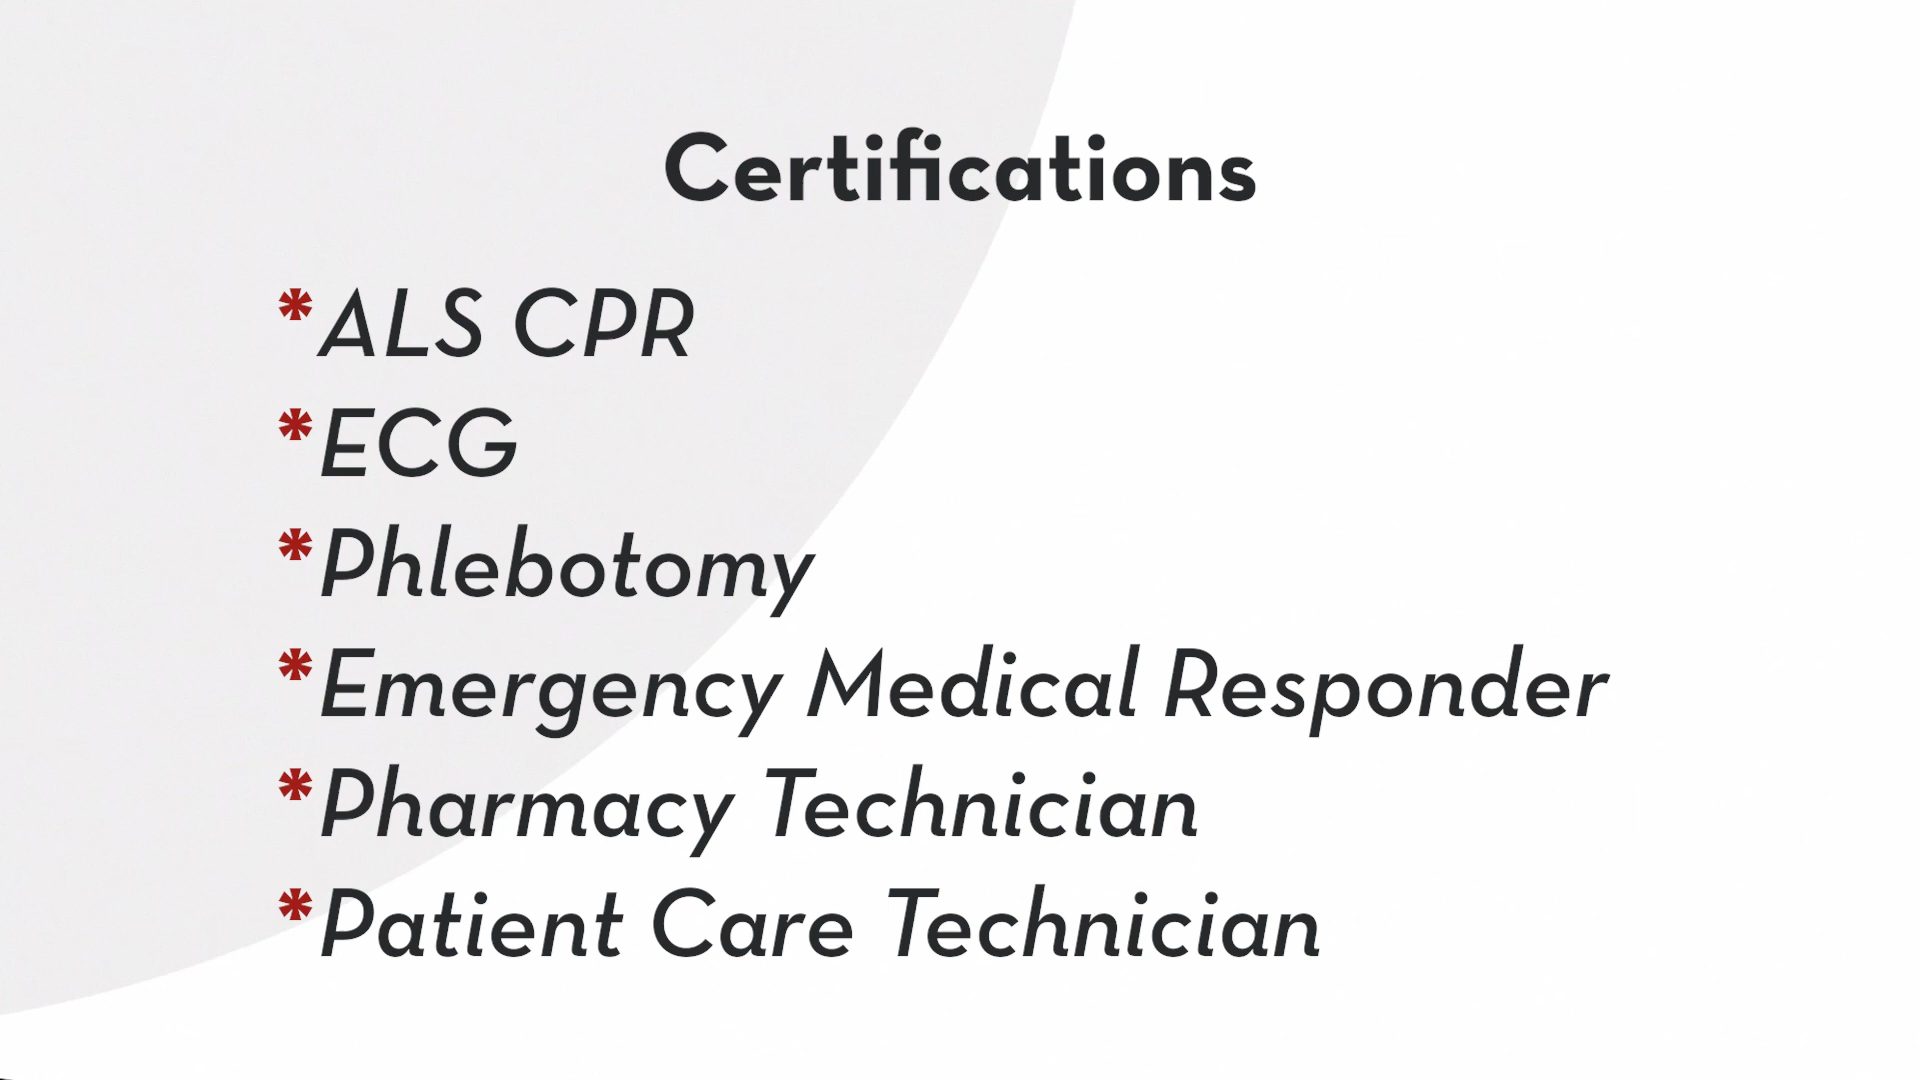 Certifications
*ALS CPR
*ECG
*Phlebotomy
*Emergency Medical Responder
*Pharmacy Technician
*Patient Care Technician